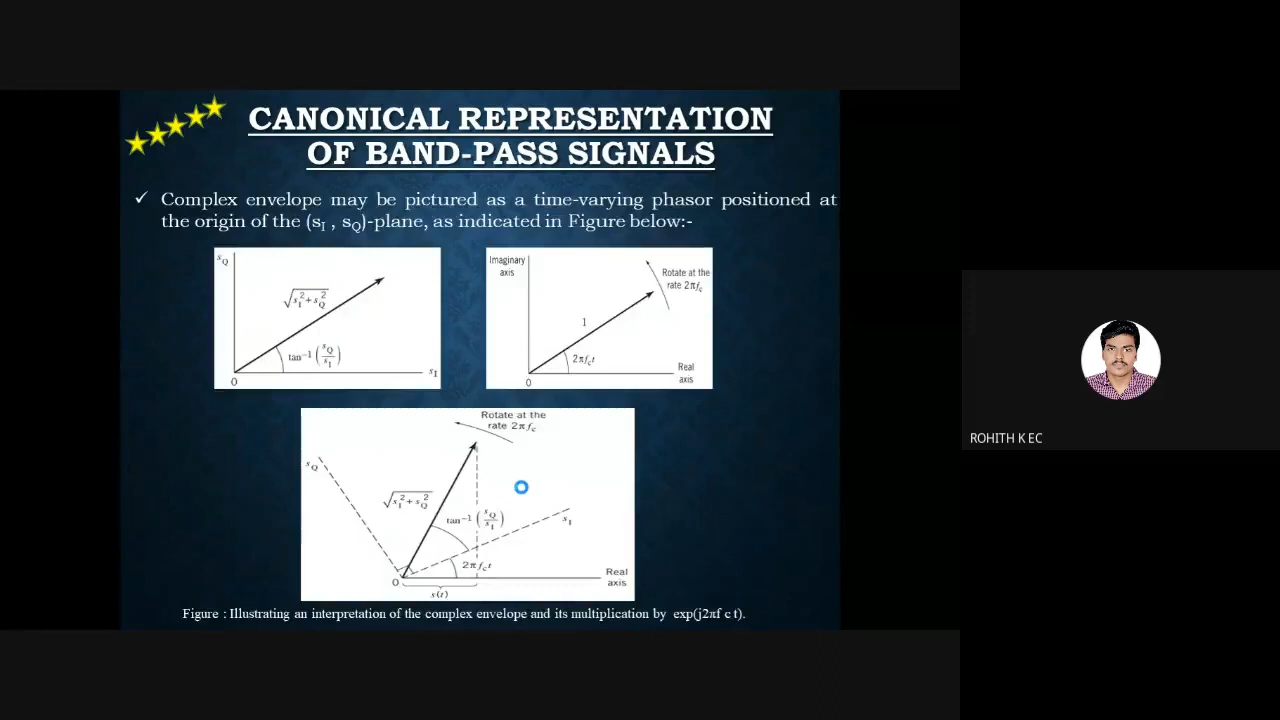 CANONICAL REPRESENTATION
OF BAND-PASS SIGNALS
✓ Complex envelope may be pictured as a time-varying phasor positioned at
the origin of the (sI , sQ)-plane, as indicated in Figure below:-
sQ
√sI²+sQ²
tan⁻¹ (sQ/sI)
0
sI
Imaginary
axis
Rotate at the
rate 2πfc
1
2πfct
Real
axis
0
Rotate at the
rate 2πfc
sQ
√sI²+sQ²
tan⁻¹ (sQ/sI)
sI
2πfct
Real
axis
0
s(t)
Figure : Illustrating an interpretation of the complex envelope and its multiplication by exp(j2πf c t).
ROHITH K EC